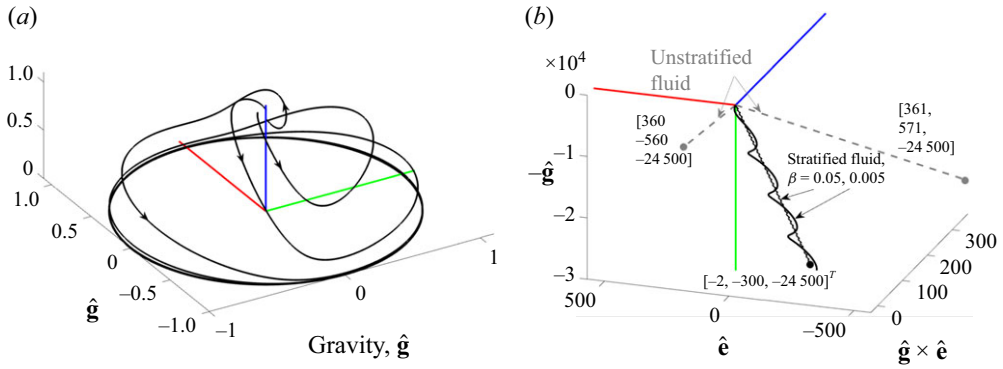 (a)
1.0
0.5
0
1.0
0.5
0
–0.5
–1.0
ĝ
–1
0
1
Gravity, ĝ
(b)
×10⁴
0
–1
–2
–3
–ĝ
Unstratified
fluid
[360
–560
–24 500]
[361,
571,
–24 500]
Stratified fluid,
β = 0.05, 0.005
[–2, –300, –24 500]ᵀ
500
0
–500
ê
0
100
200
300
ĝ × ê